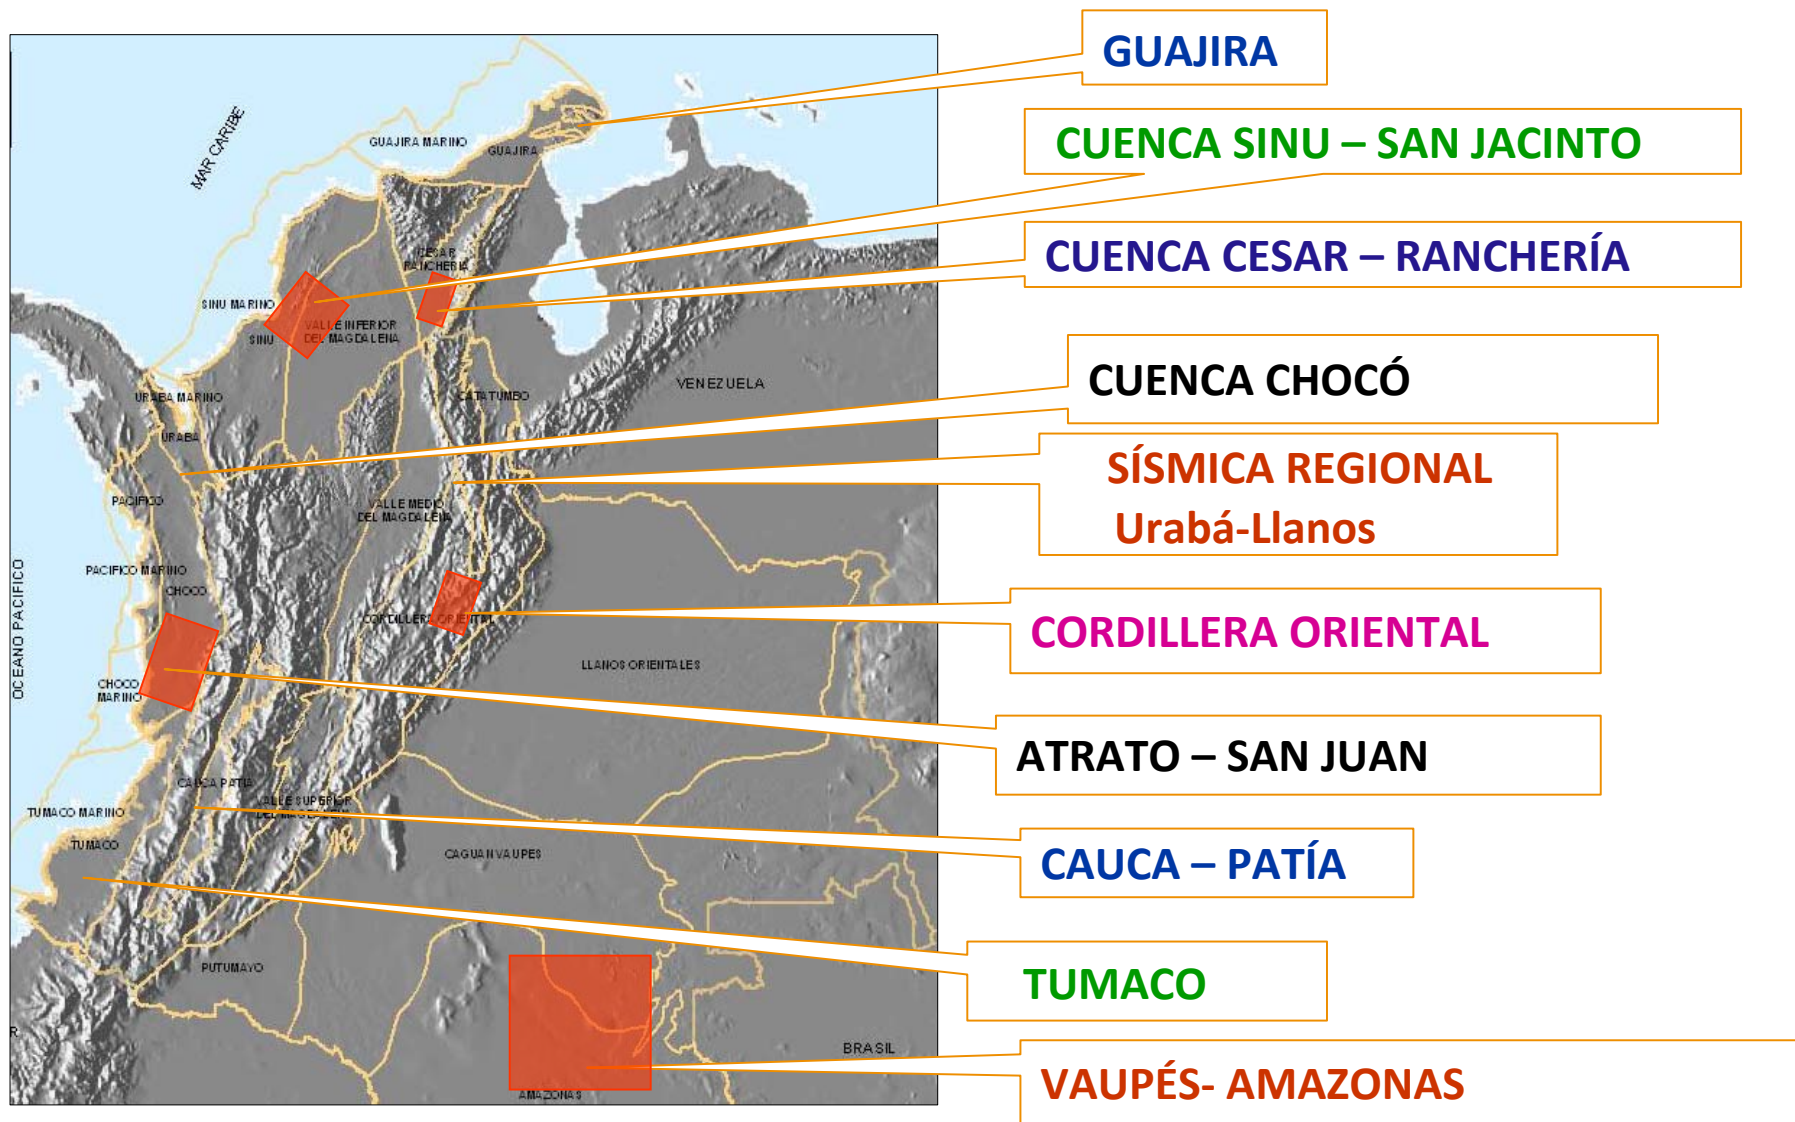 GUAJIRA
CUENCA SINU – SAN JACINTO
CUENCA CESAR – RANCHERÍA
CUENCA CHOCÓ
SÍSMICA REGIONAL
Urabá-Llanos
CORDILLERA ORIENTAL
ATRATO – SAN JUAN
CAUCA – PATÍA
TUMACO
VAUPÉS- AMAZONAS
MAR CARIBE
GUAJIRA MARINO
GUAJIRA
CESAR
RANCHERIA
SINU MARINO
SINU
VALLE INFERIOR
DEL MAGDALENA
VENEZUELA
CATATUMBO
URABA MARINO
URABA
PACIFICO
VALLE MEDIO
DEL MAGDALENA
PACIFICO MARINO
CHOCO
OCEANO PACIFICO
CORDILLERA ORIENTAL
LLANOS ORIENTALES
CHOCO
MARINO
CAUCA PATIA
VALLE SUPERIOR
DEL MAGDALENA
TUMACO MARINO
TUMACO
CAGUAN VAUPES
PUTUMAYO
R
BRASIL
AMAZONAS